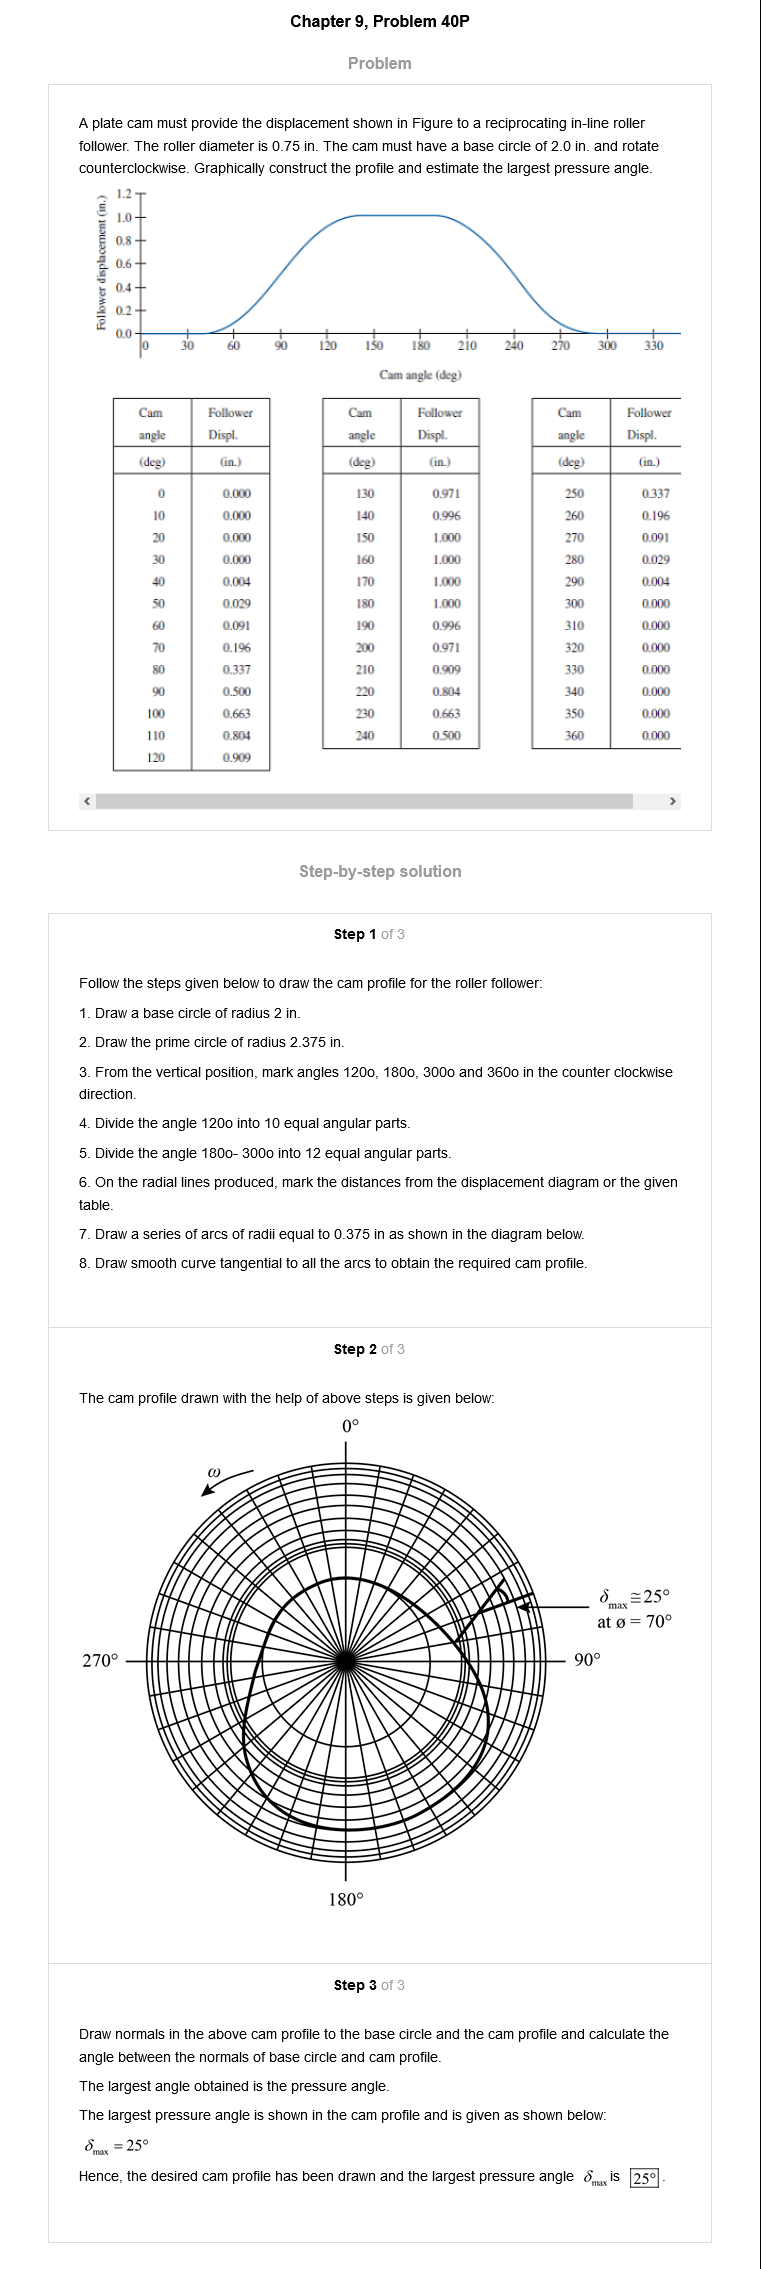 Chapter 9, Problem 40P
Problem
A plate cam must provide the displacement shown in Figure to a reciprocating in-line roller
follower. The roller diameter is 0.75 in. The cam must have a base circle of 2.0 in. and rotate
counterclockwise. Graphically construct the profile and estimate the largest pressure angle.
Follower displacement (in.)
1.2
1.0
0.8
0.6
0.4
0.2
0.0
0 30 60 90 120 150 180 210 240 270 300 330
Cam angle (deg)
Cam Follower Cam Follower Cam Follower
angle Displ. angle Displ. angle Displ.
(deg) (in.) (deg) (in.) (deg) (in.)
0 0.000 130 0.971 250 0.337
10 0.000 140 0.996 260 0.196
20 0.000 150 1.000 270 0.091
30 0.000 160 1.000 280 0.029
40 0.004 170 1.000 290 0.004
50 0.029 180 1.000 300 0.000
60 0.091 190 0.996 310 0.000
70 0.196 200 0.971 320 0.000
80 0.337 210 0.909 330 0.000
90 0.500 220 0.804 340 0.000
100 0.663 230 0.663 350 0.000
110 0.804 240 0.500 360 0.000
120 0.909
Step-by-step solution
Step 1 of 3
Follow the steps given below to draw the cam profile for the roller follower:
1. Draw a base circle of radius 2 in.
2. Draw the prime circle of radius 2.375 in.
3. From the vertical position, mark angles 120o, 180o, 300o and 360o in the counter clockwise
direction.
4. Divide the angle 120o into 10 equal angular parts.
5. Divide the angle 180o- 300o into 12 equal angular parts.
6. On the radial lines produced, mark the distances from the displacement diagram or the given
table.
7. Draw a series of arcs of radii equal to 0.375 in as shown in the diagram below.
8. Draw smooth curve tangential to all the arcs to obtain the required cam profile.
Step 2 of 3
The cam profile drawn with the help of above steps is given below:
0°
ω
δmax ≅ 25°
at ø = 70°
270°
90°
180°
Step 3 of 3
Draw normals in the above cam profile to the base circle and the cam profile and calculate the
angle between the normals of base circle and cam profile.
The largest angle obtained is the pressure angle.
The largest pressure angle is shown in the cam profile and is given as shown below:
δmax = 25°
Hence, the desired cam profile has been drawn and the largest pressure angle δmax is 25° .